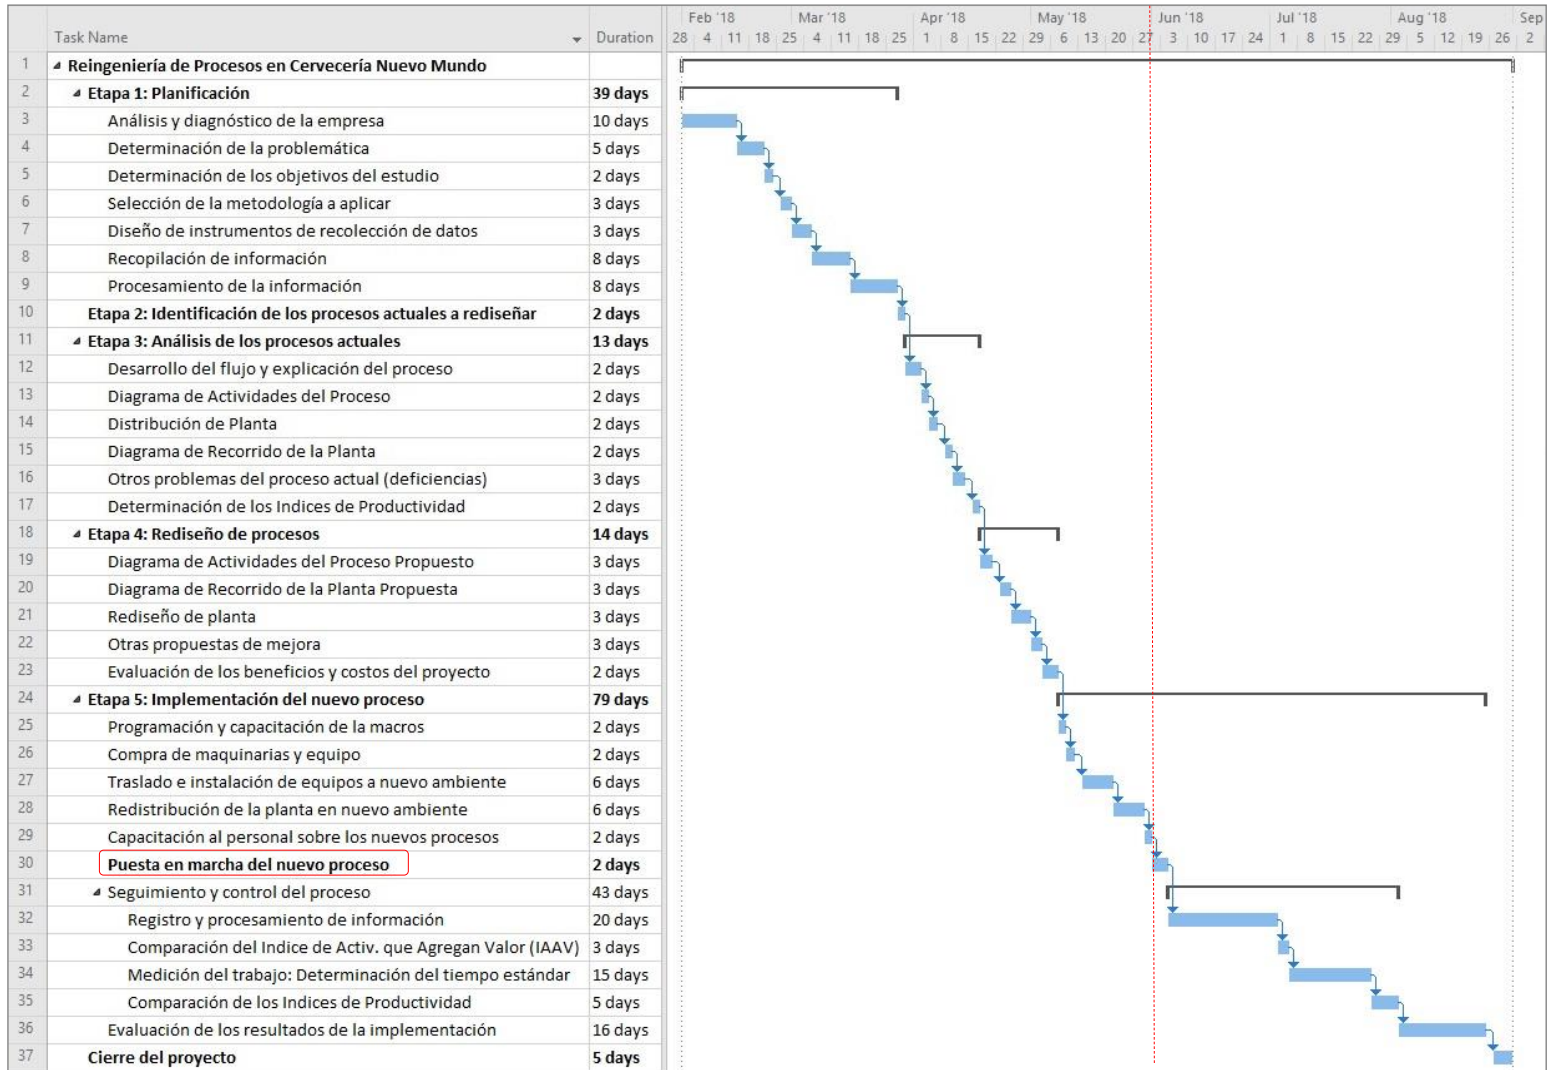 Feb '18 Mar '18 Apr '18 May '18 Jun '18 Jul '18 Aug '18 Sep
Task Name Duration 28 4 11 18 25 4 11 18 25 1 8 15 22 29 6 13 20 27 3 10 17 24 1 8 15 22 29 5 12 19 26 2
1 Reingeniería de Procesos en Cervecería Nuevo Mundo
2 Etapa 1: Planificación 39 days
3 Análisis y diagnóstico de la empresa 10 days
4 Determinación de la problemática 5 days
5 Determinación de los objetivos del estudio 2 days
6 Selección de la metodología a aplicar 3 days
7 Diseño de instrumentos de recolección de datos 3 days
8 Recopilación de información 8 days
9 Procesamiento de la información 8 days
10 Etapa 2: Identificación de los procesos actuales a rediseñar 2 days
11 Etapa 3: Análisis de los procesos actuales 13 days
12 Desarrollo del flujo y explicación del proceso 2 days
13 Diagrama de Actividades del Proceso 2 days
14 Distribución de Planta 2 days
15 Diagrama de Recorrido de la Planta 2 days
16 Otros problemas del proceso actual (deficiencias) 3 days
17 Determinación de los Indices de Productividad 2 days
18 Etapa 4: Rediseño de procesos 14 days
19 Diagrama de Actividades del Proceso Propuesto 3 days
20 Diagrama de Recorrido de la Planta Propuesta 3 days
21 Rediseño de planta 3 days
22 Otras propuestas de mejora 3 days
23 Evaluación de los beneficios y costos del proyecto 2 days
24 Etapa 5: Implementación del nuevo proceso 79 days
25 Programación y capacitación de la macros 2 days
26 Compra de maquinarias y equipo 2 days
27 Traslado e instalación de equipos a nuevo ambiente 6 days
28 Redistribución de la planta en nuevo ambiente 6 days
29 Capacitación al personal sobre los nuevos procesos 2 days
30 Puesta en marcha del nuevo proceso 2 days
31 Seguimiento y control del proceso 43 days
32 Registro y procesamiento de información 20 days
33 Comparación del Indice de Activ. que Agregan Valor (IAAV) 3 days
34 Medición del trabajo: Determinación del tiempo estándar 15 days
35 Comparación de los Indices de Productividad 5 days
36 Evaluación de los resultados de la implementación 16 days
37 Cierre del proyecto 5 days